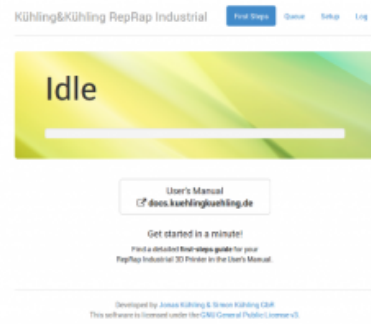 Kühling&Kühling RepRap Industrial
First Steps Queue Setup Log
Idle
User's Manual
docs.kuehlingkuehling.de
Get started in a minute!
Find a detailed first-steps guide for your
RepRap Industrial 3D Printer in the User's Manual.
Developed by Jonas Kühling & Simon Kühling GbR
This software is licensed under the GNU General Public License v3.